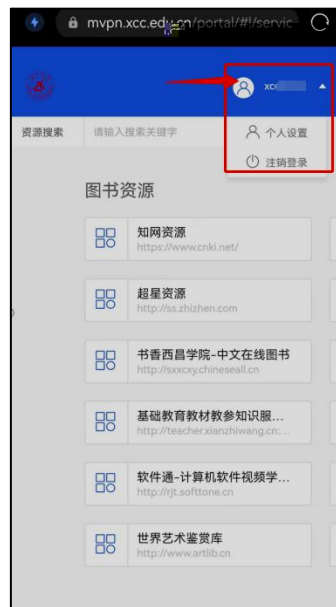 mvpn.xcc.edu.cn/portal/#!/servic
xc
资源搜索
请输入搜索关键字
个人设置
注销登录
图书资源
知网资源
https://www.cnki.net/
超星资源
http://ss.zhizhen.com
书香西昌学院-中文在线图书
http://sxxcxy.chineseall.cn
基础教育教材教参知识服...
http://teacher.xianzhiwang.cn:...
软件通-计算机软件视频学...
http://rjt.softtone.cn
世界艺术鉴赏库
http://www.artlib.cn